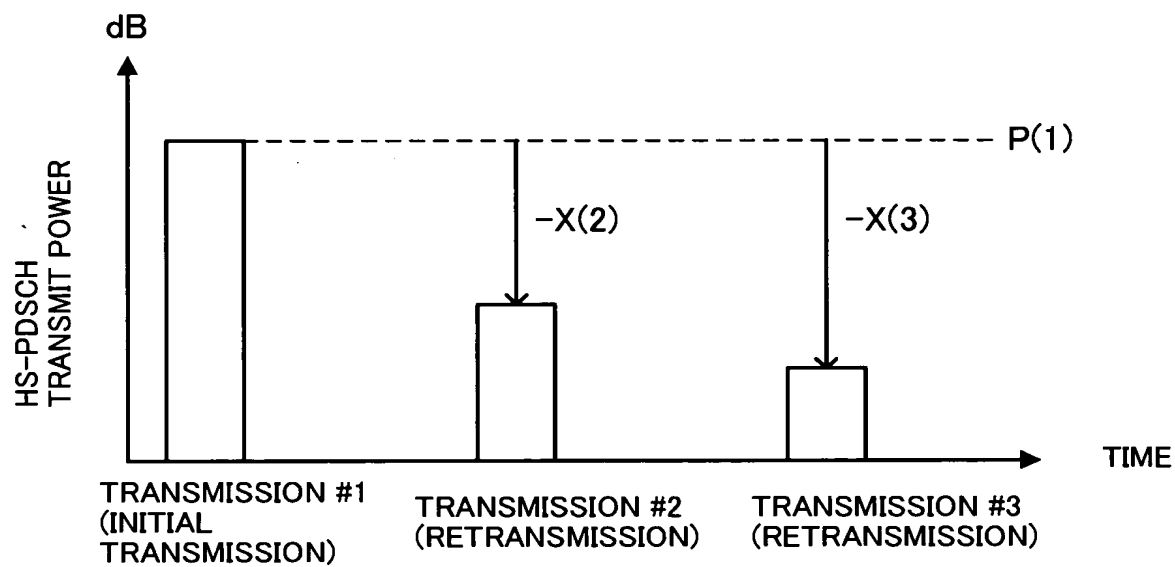 dB
HS-PDSCH
TRANSMIT POWER
P(1)
-X(2)
-X(3)
TIME
TRANSMISSION #1
(INITIAL
TRANSMISSION)
TRANSMISSION #2
(RETRANSMISSION)
TRANSMISSION #3
(RETRANSMISSION)